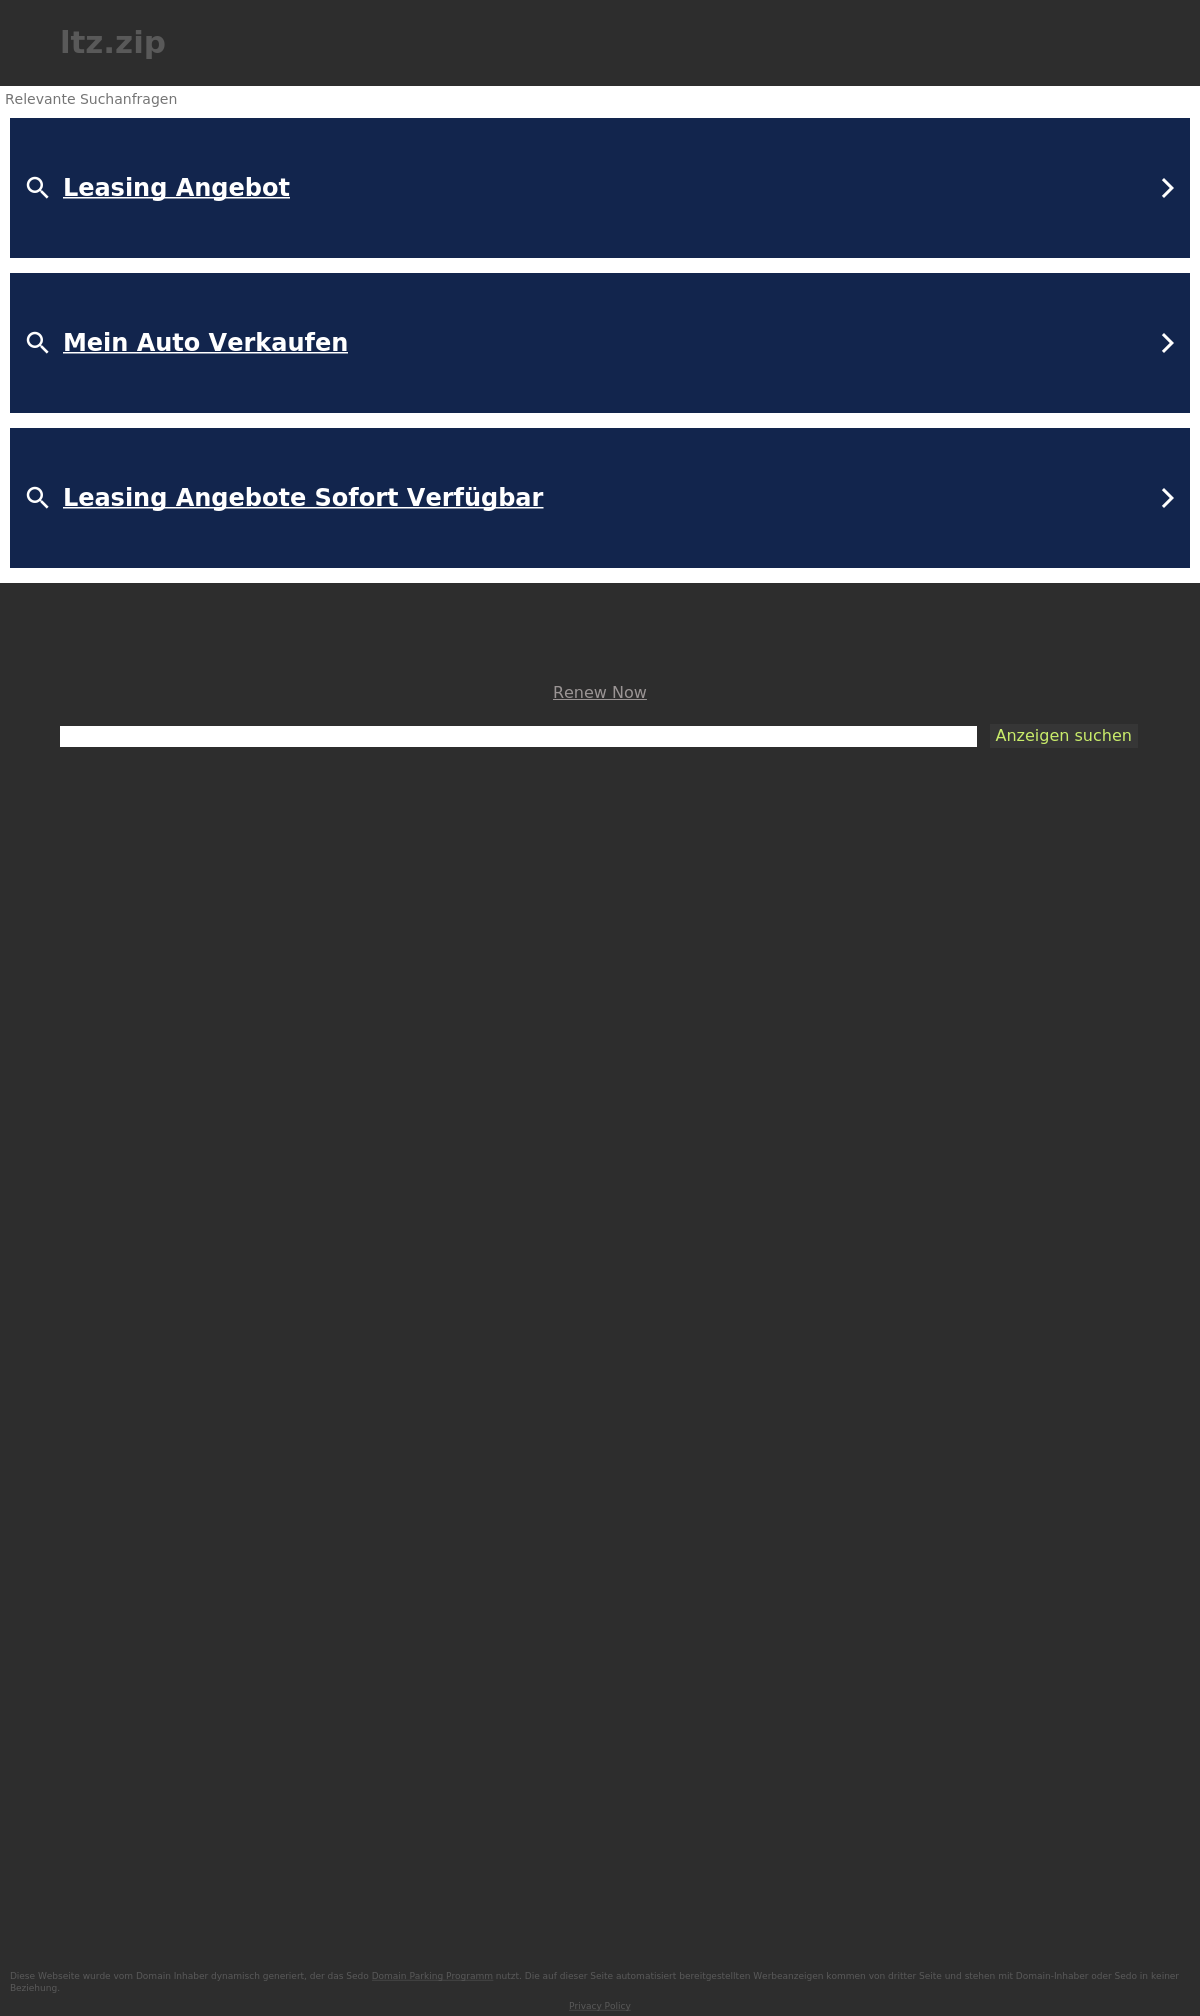 ltz.zip
Relevante Suchanfragen
Leasing Angebot
Mein Auto Verkaufen
Leasing Angebote Sofort Verfügbar
Renew Now
Anzeigen suchen
Diese Webseite wurde vom Domain Inhaber dynamisch generiert, der das Sedo Domain Parking Programm nutzt. Die auf dieser Seite automatisiert bereitgestellten Werbeanzeigen kommen von dritter Seite und stehen mit Domain-Inhaber oder Sedo in keiner
Beziehung.
Privacy Policy